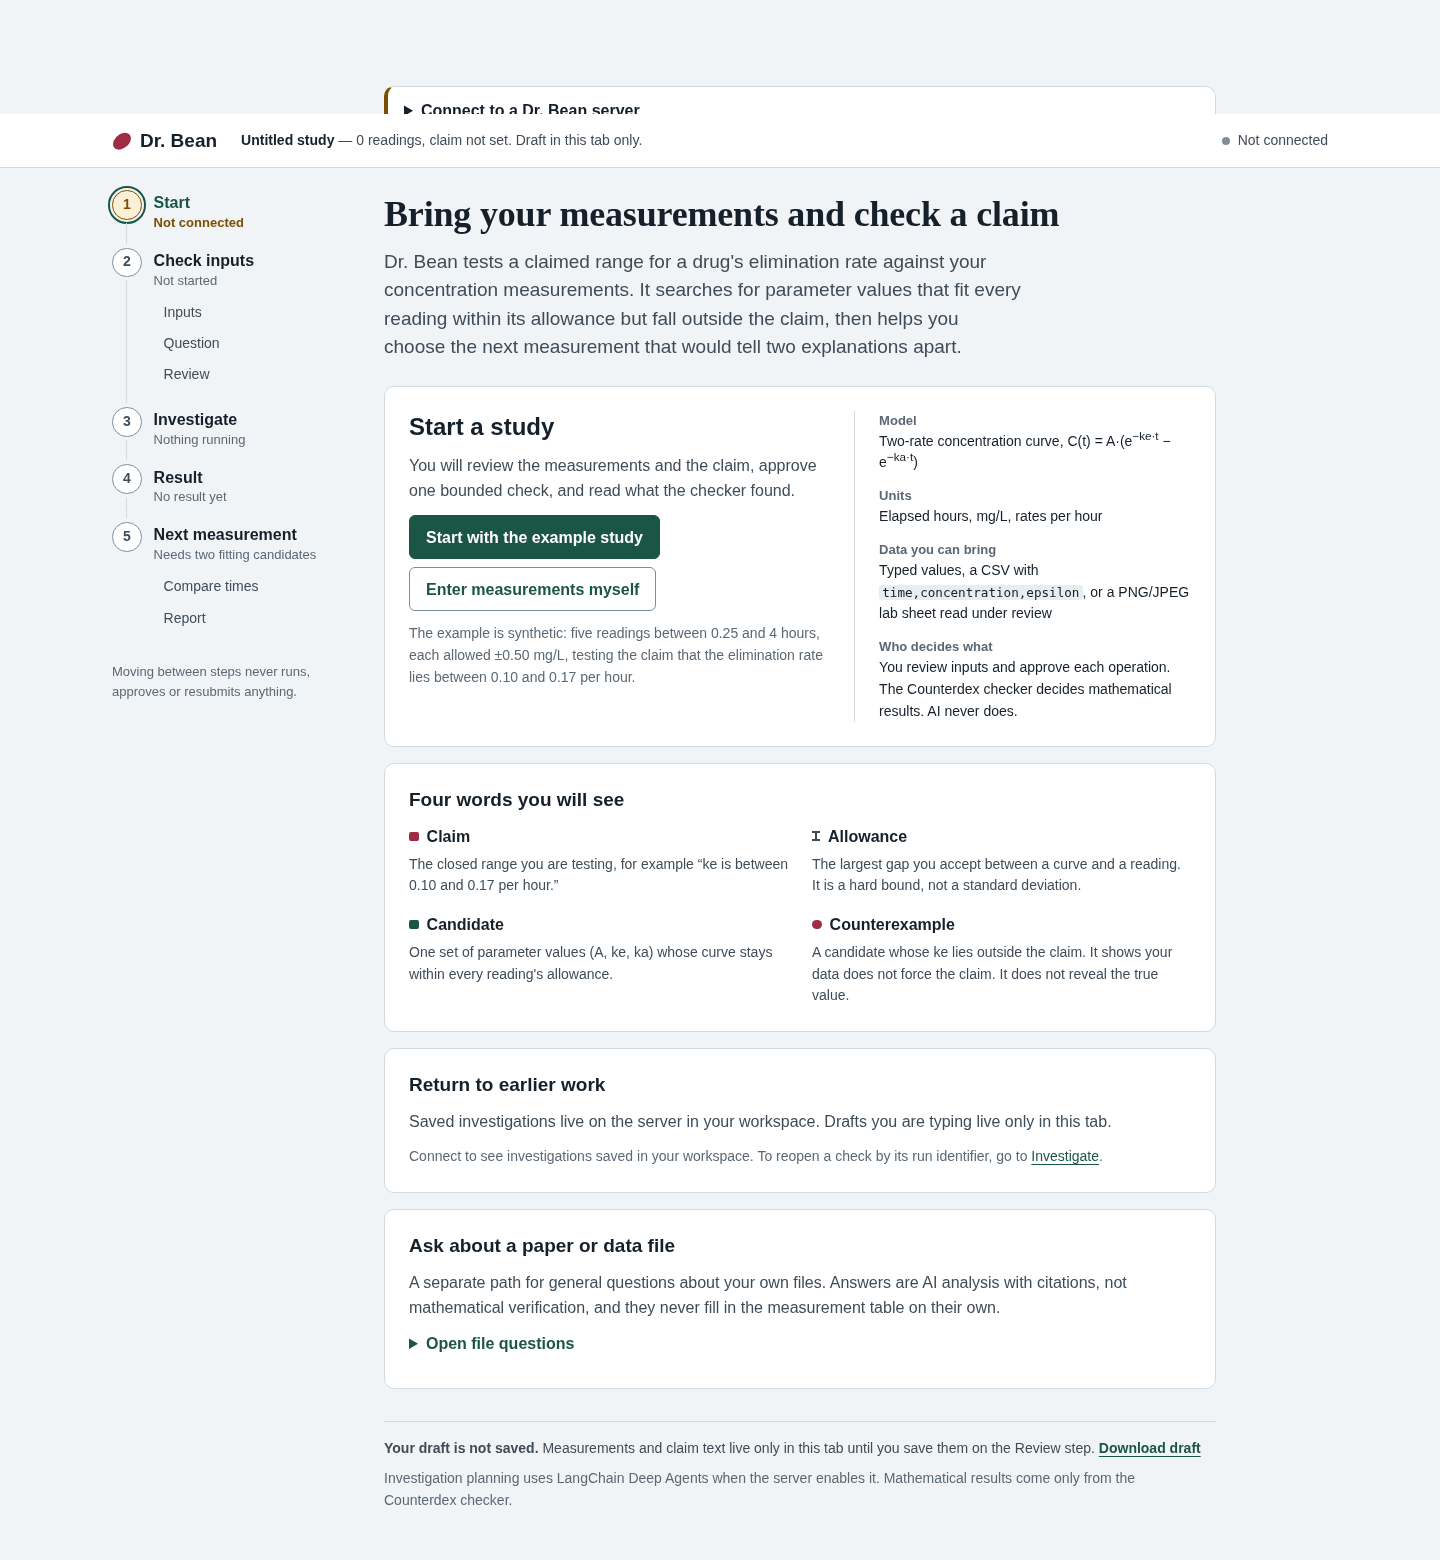 Connect to a Dr. Bean server
Dr. Bean
Untitled study — 0 readings, claim not set. Draft in this tab only.
Not connected
1
Start
Not connected
2
Check inputs
Not started
Inputs
Question
Review
3
Investigate
Nothing running
4
Result
No result yet
5
Next measurement
Needs two fitting candidates
Compare times
Report
Moving between steps never runs,
approves or resubmits anything.
Bring your measurements and check a claim
Dr. Bean tests a claimed range for a drug's elimination rate against your
concentration measurements. It searches for parameter values that fit every
reading within its allowance but fall outside the claim, then helps you
choose the next measurement that would tell two explanations apart.
Start a study
You will review the measurements and the claim, approve
one bounded check, and read what the checker found.
Start with the example study
Enter measurements myself
The example is synthetic: five readings between 0.25 and 4 hours,
each allowed ±0.50 mg/L, testing the claim that the elimination rate
lies between 0.10 and 0.17 per hour.
Model
Two-rate concentration curve, C(t) = A·(e−ke·t −
e−ka·t)
Units
Elapsed hours, mg/L, rates per hour
Data you can bring
Typed values, a CSV with
time,concentration,epsilon, or a PNG/JPEG
lab sheet read under review
Who decides what
You review inputs and approve each operation.
The Counterdex checker decides mathematical
results. AI never does.
Four words you will see
Claim
The closed range you are testing, for example “ke is between
0.10 and 0.17 per hour.”
Allowance
The largest gap you accept between a curve and a reading.
It is a hard bound, not a standard deviation.
Candidate
One set of parameter values (A, ke, ka) whose curve stays
within every reading's allowance.
Counterexample
A candidate whose ke lies outside the claim. It shows your
data does not force the claim. It does not reveal the true
value.
Return to earlier work
Saved investigations live on the server in your workspace. Drafts you are typing live only in this tab.
Connect to see investigations saved in your workspace. To reopen a check by its run identifier, go to Investigate.
Ask about a paper or data file
A separate path for general questions about your own files. Answers are AI analysis with citations, not
mathematical verification, and they never fill in the measurement table on their own.
Open file questions
Your draft is not saved. Measurements and claim text live only in this tab until you save them on the Review step. Download draft
Investigation planning uses LangChain Deep Agents when the server enables it. Mathematical results come only from the
Counterdex checker.